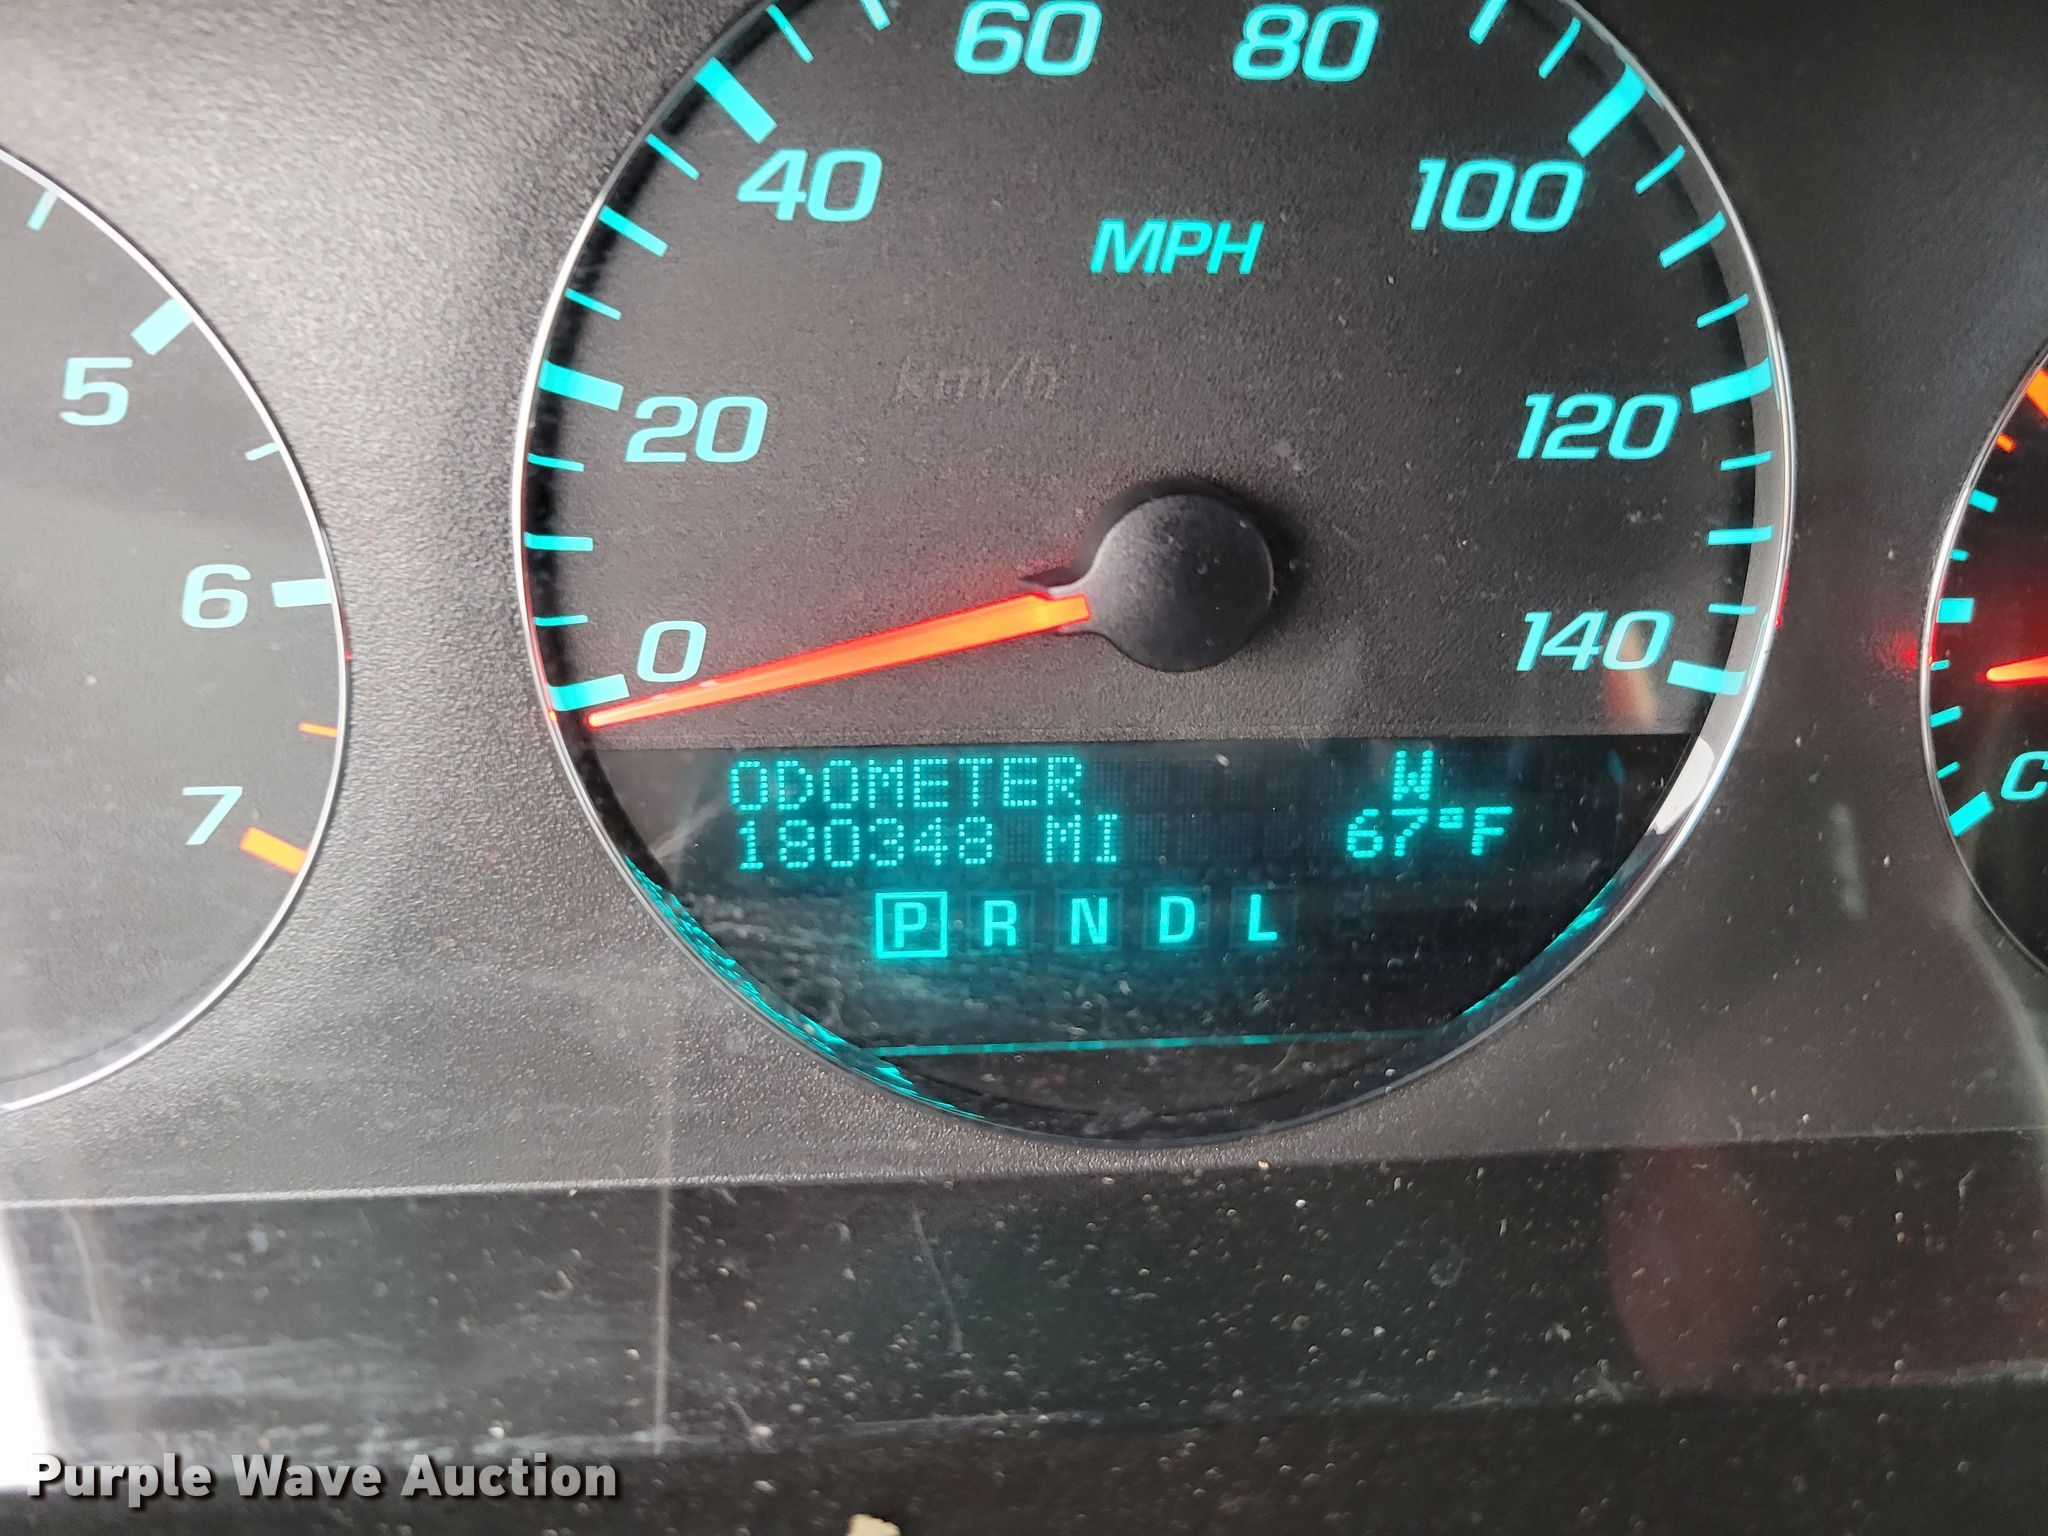 60 80
40 100
MPH
km/h
5
20 120
6
0 140
7
ODOMETER W
180348 MI 67°F
C
P R N D L
Purple Wave Auction